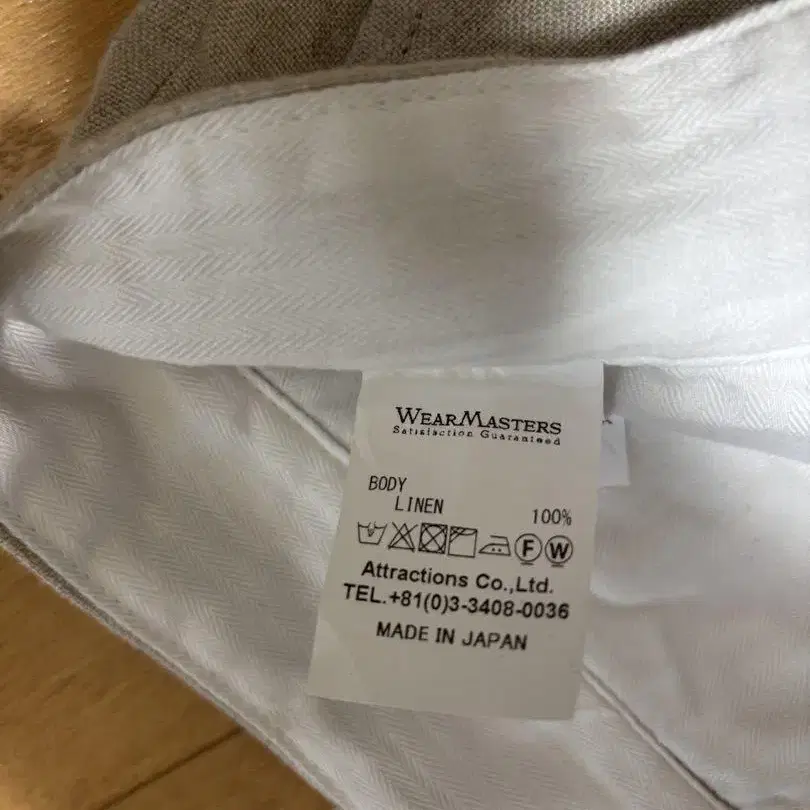 WEARMASTERS
Satisfaction Guaranteed
BODY
LINEN 100%
F W
Attractions Co.,Ltd.
TEL.+81(0)3-3408-0036
MADE IN JAPAN